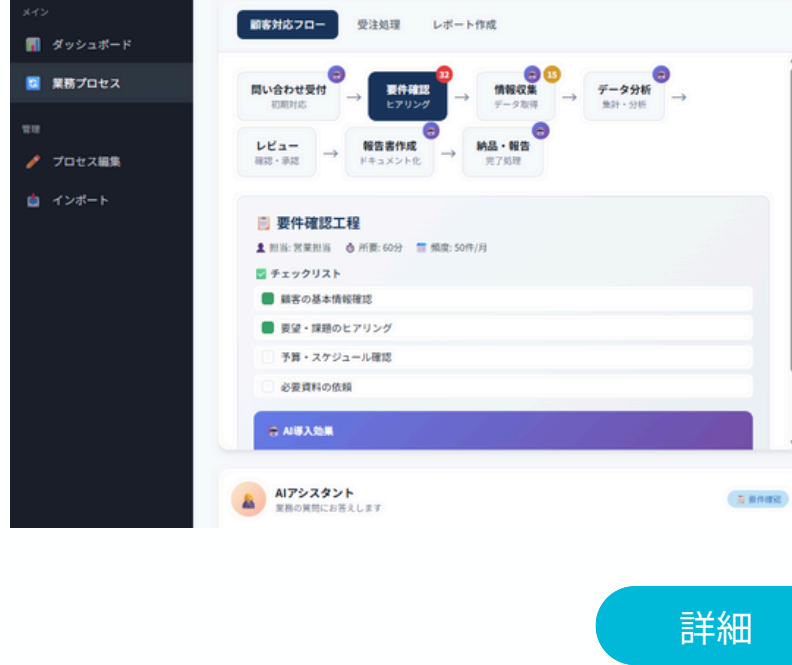 メイン
ダッシュボード
業務プロセス
管理
プロセス編集
インポート
顧客対応フロー 受注処理 レポート作成
問い合わせ受付
初期対応
→
要件確認
ヒアリング
32
→
情報収集
データ取得
15
→
データ分析
集計・分析
→
レビュー
確認・承認
→
報告書作成
ドキュメント化
→
納品・報告
完了処理
要件確認工程
担当: 営業担当 所要: 60分 頻度: 50件/月
チェックリスト
顧客の基本情報確認
要望・課題のヒアリング
予算・スケジュール確認
必要資料の依頼
AI導入効果
AIアシスタント
業務の質問にお答えします
要件確認
詳細